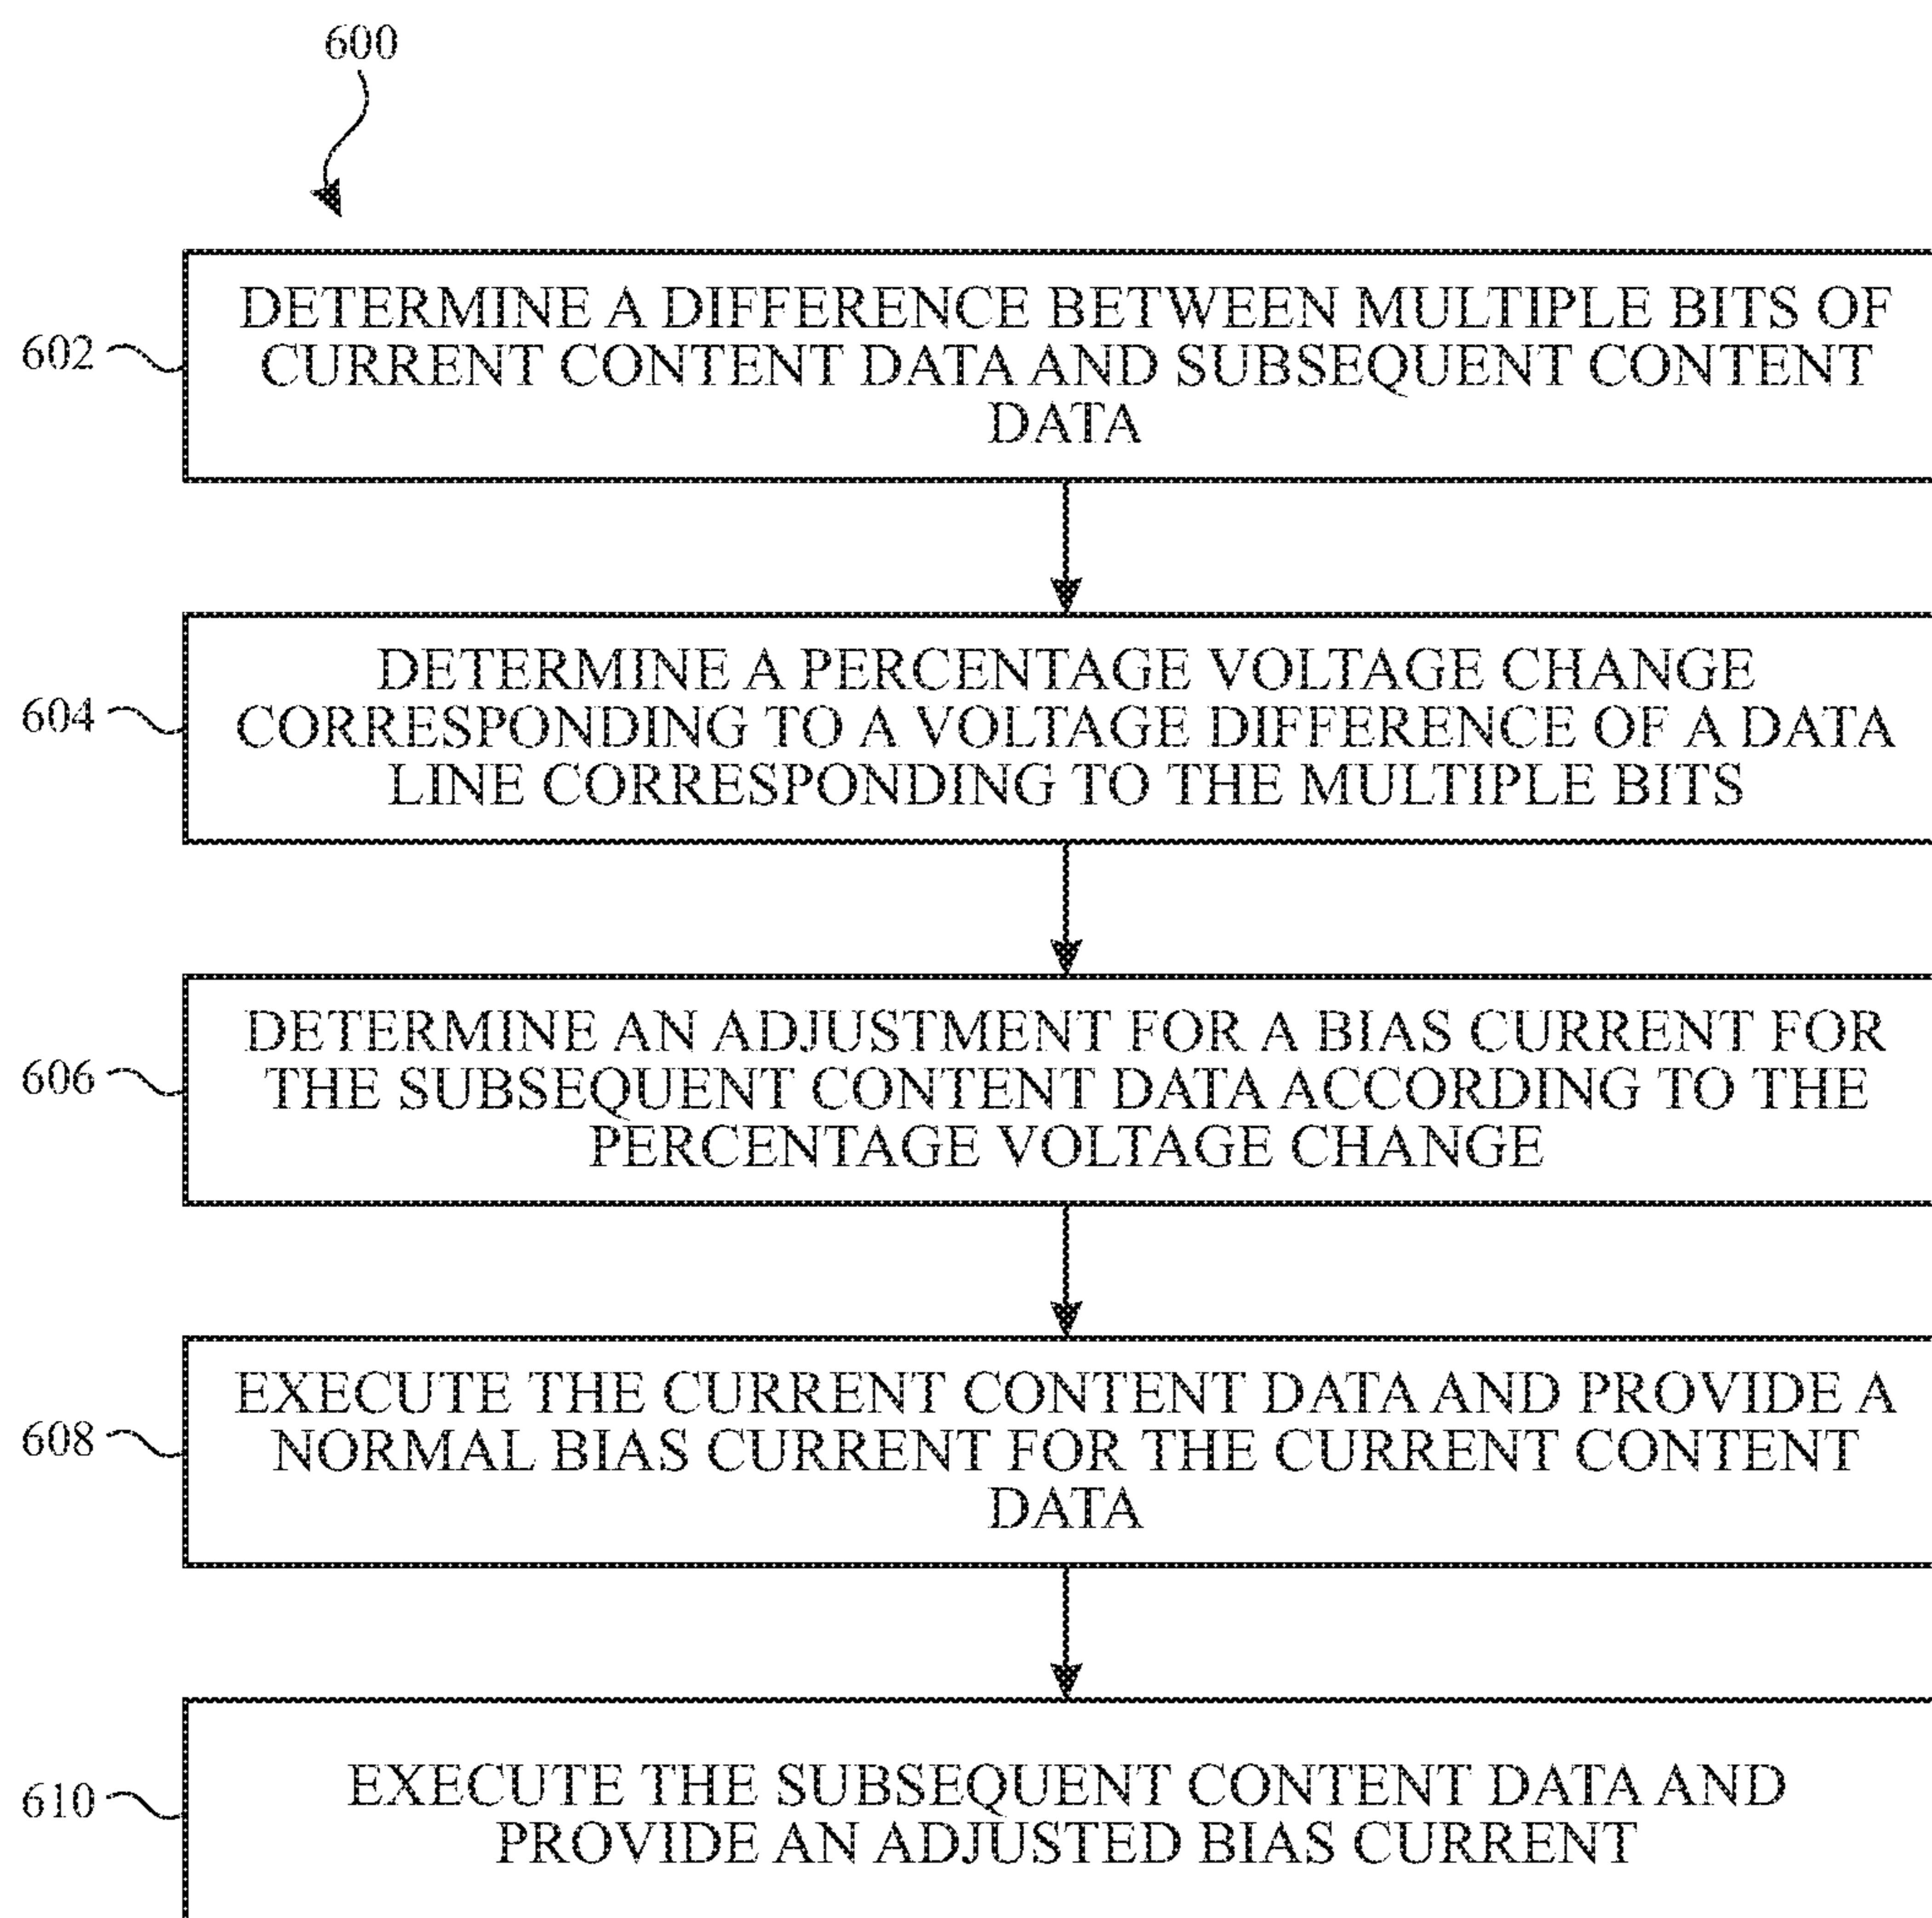 600
602
DETERMINE A DIFFERENCE BETWEEN MULTIPLE BITS OF
CURRENT CONTENT DATA AND SUBSEQUENT CONTENT
DATA
604
DETERMINE A PERCENTAGE VOLTAGE CHANGE
CORRESPONDING TO A VOLTAGE DIFFERENCE OF A DATA
LINE CORRESPONDING TO THE MULTIPLE BITS
606
DETERMINE AN ADJUSTMENT FOR A BIAS CURRENT FOR
THE SUBSEQUENT CONTENT DATA ACCORDING TO THE
PERCENTAGE VOLTAGE CHANGE
608
EXECUTE THE CURRENT CONTENT DATA AND PROVIDE A
NORMAL BIAS CURRENT FOR THE CURRENT CONTENT
DATA
610
EXECUTE THE SUBSEQUENT CONTENT DATA AND
PROVIDE AN ADJUSTED BIAS CURRENT